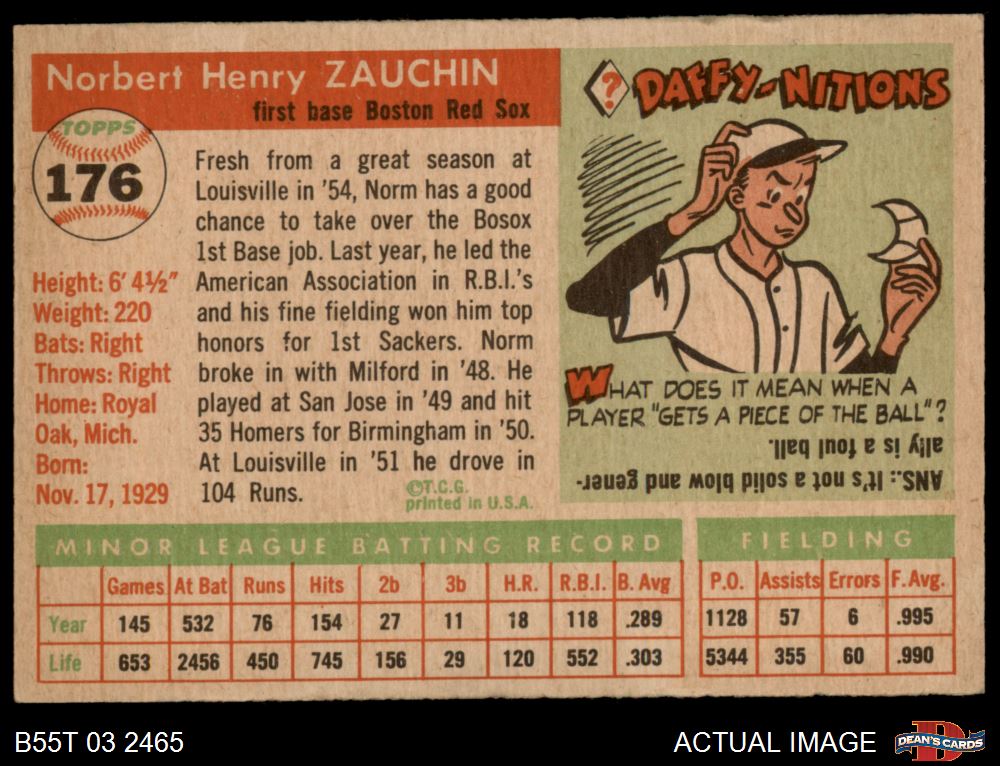 Norbert Henry ZAUCHIN
first base Boston Red Sox
TOPPS
176
Height: 6' 4½"
Weight: 220
Bats: Right
Throws: Right
Home: Royal
Oak, Mich.
Born:
Nov. 17, 1929
Fresh from a great season at
Louisville in '54, Norm has a good
chance to take over the Bosox
1st Base job. Last year, he led the
American Association in R.B.I.'s
and his fine fielding won him top
honors for 1st Sackers. Norm
broke in with Milford in '48. He
played at San Jose in '49 and hit
35 Homers for Birmingham in '50.
At Louisville in '51 he drove in
104 Runs.
©T.C.G.
printed in U.S.A.
? DAFFY-NITIONS
WHAT DOES IT MEAN WHEN A
PLAYER "GETS A PIECE OF THE BALL"?
ANS.: It's not a solid blow and gener-
ally is a foul ball.
MINOR LEAGUE BATTING RECORD
Games At Bat Runs Hits 2b 3b H.R. R.B.I. B. Avg
Year 145 532 76 154 27 11 18 118 .289
Life 653 2456 450 745 156 29 120 552 .303
FIELDING
P.O. Assists Errors F. Avg.
1128 57 6 .995
5344 355 60 .990
B55T 03 2465
ACTUAL IMAGE
DEAN'S CARDS